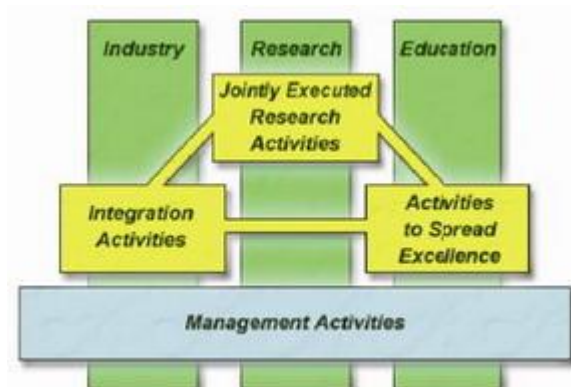 Industry
Research
Education
Jointly Executed
Research
Activities
Integration
Activities
Activities
to Spread
Excellence
Management Activities